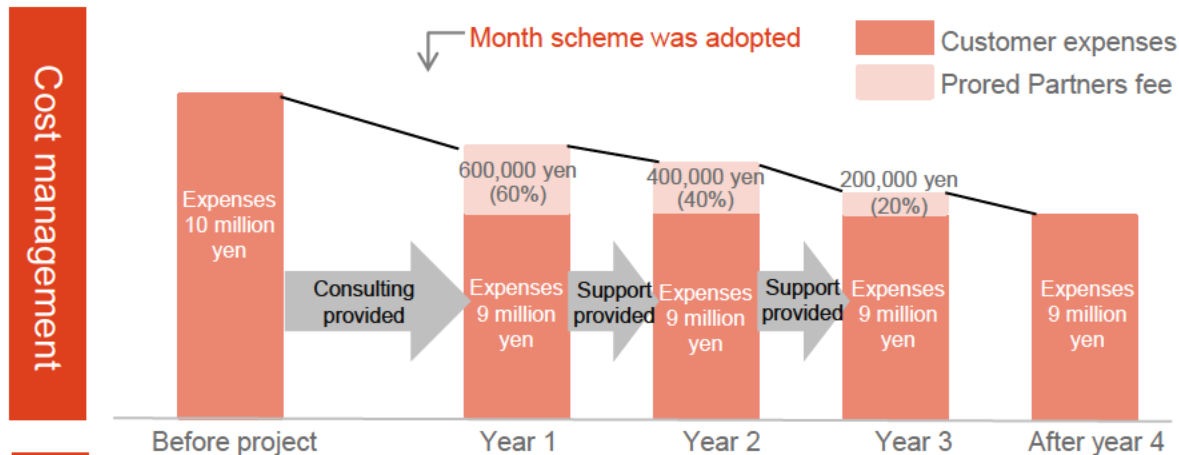 Cost management
Month scheme was adopted
Customer expenses
Prored Partners fee
Expenses
10 million
yen
Consulting
provided
600,000 yen
(60%)
Expenses
9 million
yen
Support
provided
400,000 yen
(40%)
Expenses
9 million
yen
Support
provided
200,000 yen
(20%)
Expenses
9 million
yen
Expenses
9 million
yen
Before project
Year 1
Year 2
Year 3
After year 4